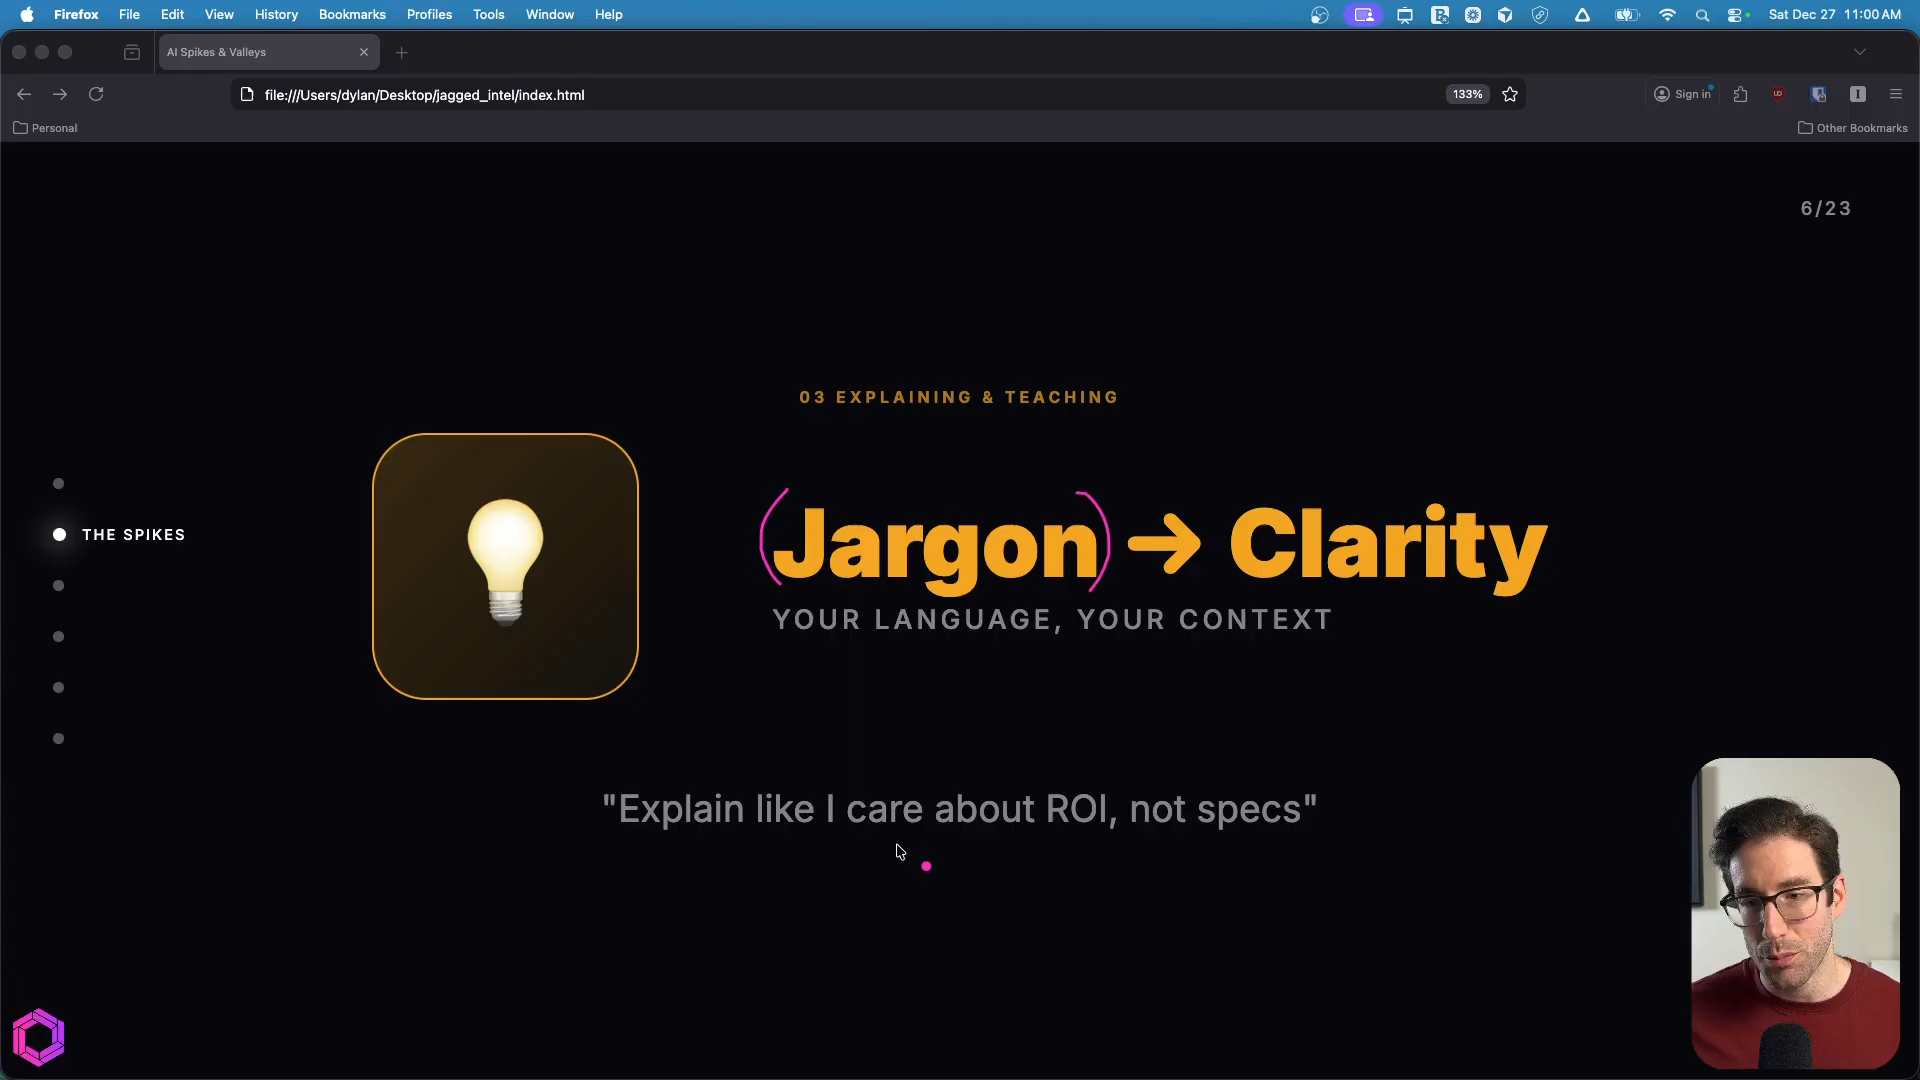 Firefox File Edit View History Bookmarks Profiles Tools Window Help Sat Dec 27 11:00 AM
AI Spikes & Valleys
file:///Users/dylan/Desktop/jagged_intel/index.html 133% Sign in
Personal Other Bookmarks
6/23
03 EXPLAINING & TEACHING
THE SPIKES
Jargon → Clarity
YOUR LANGUAGE, YOUR CONTEXT
"Explain like I care about ROI, not specs"